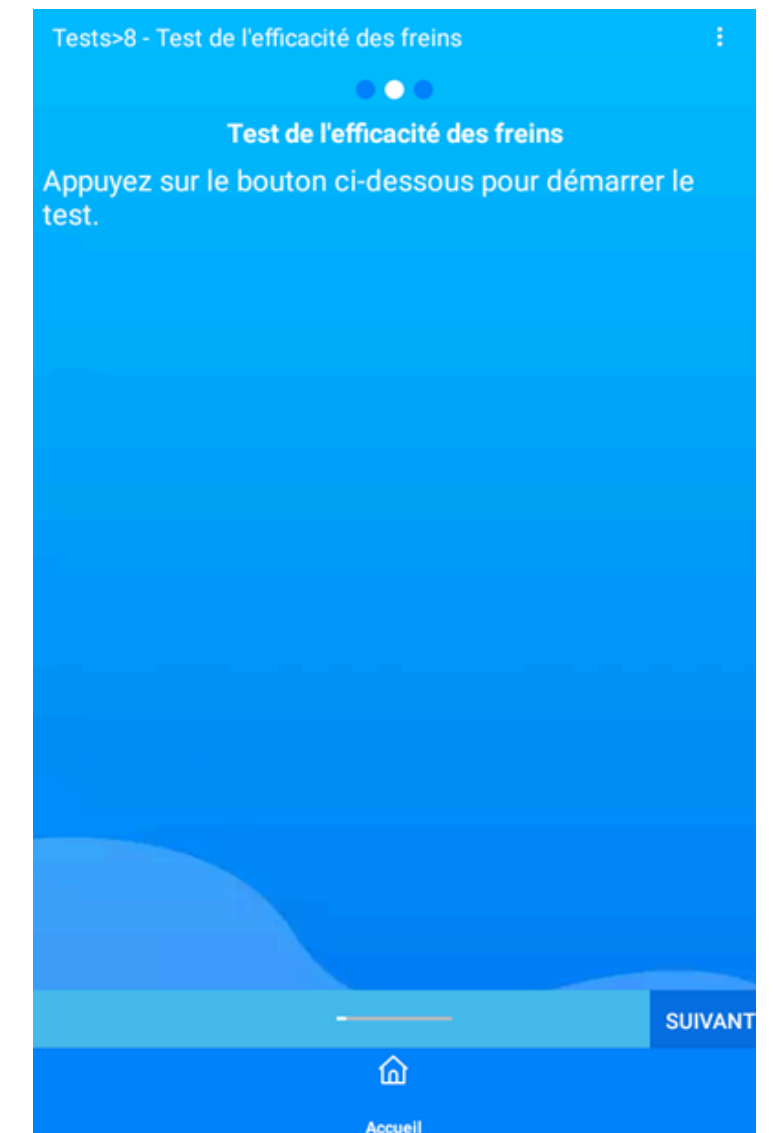 Tests>8 - Test de l'efficacité des freins
Test de l'efficacité des freins
Appuyez sur le bouton ci-dessous pour démarrer le
test.
SUIVANT
Accueil